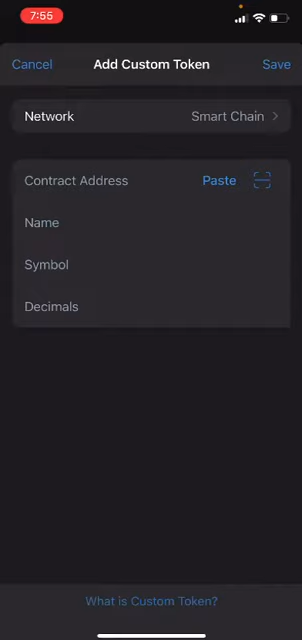 7:55
Cancel Add Custom Token Save
Network Smart Chain
Contract Address Paste
Name
Symbol
Decimals
What is Custom Token?